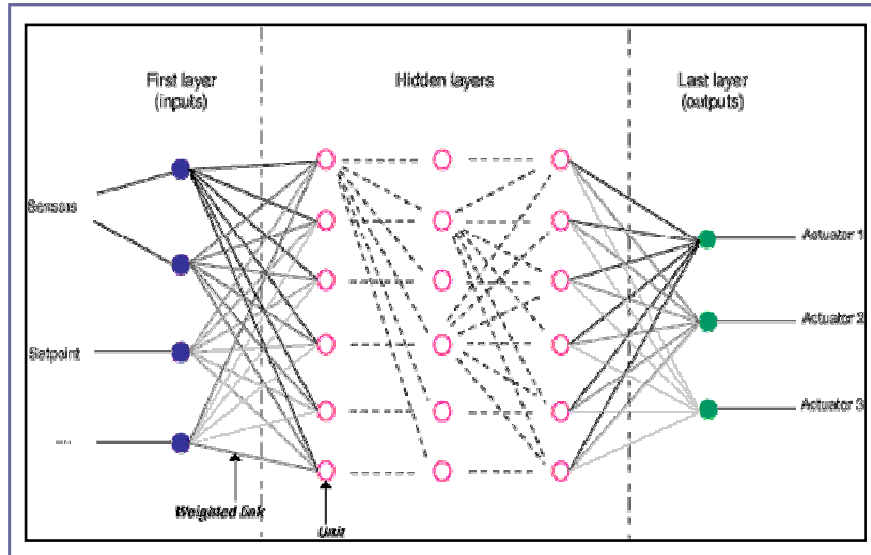 First layer
(inputs)
Hidden layers
Last layer
(outputs)
Sensors
Setpoint
....
Actuator 1
Actuator 2
Actuator 3
Weighted link
Unit